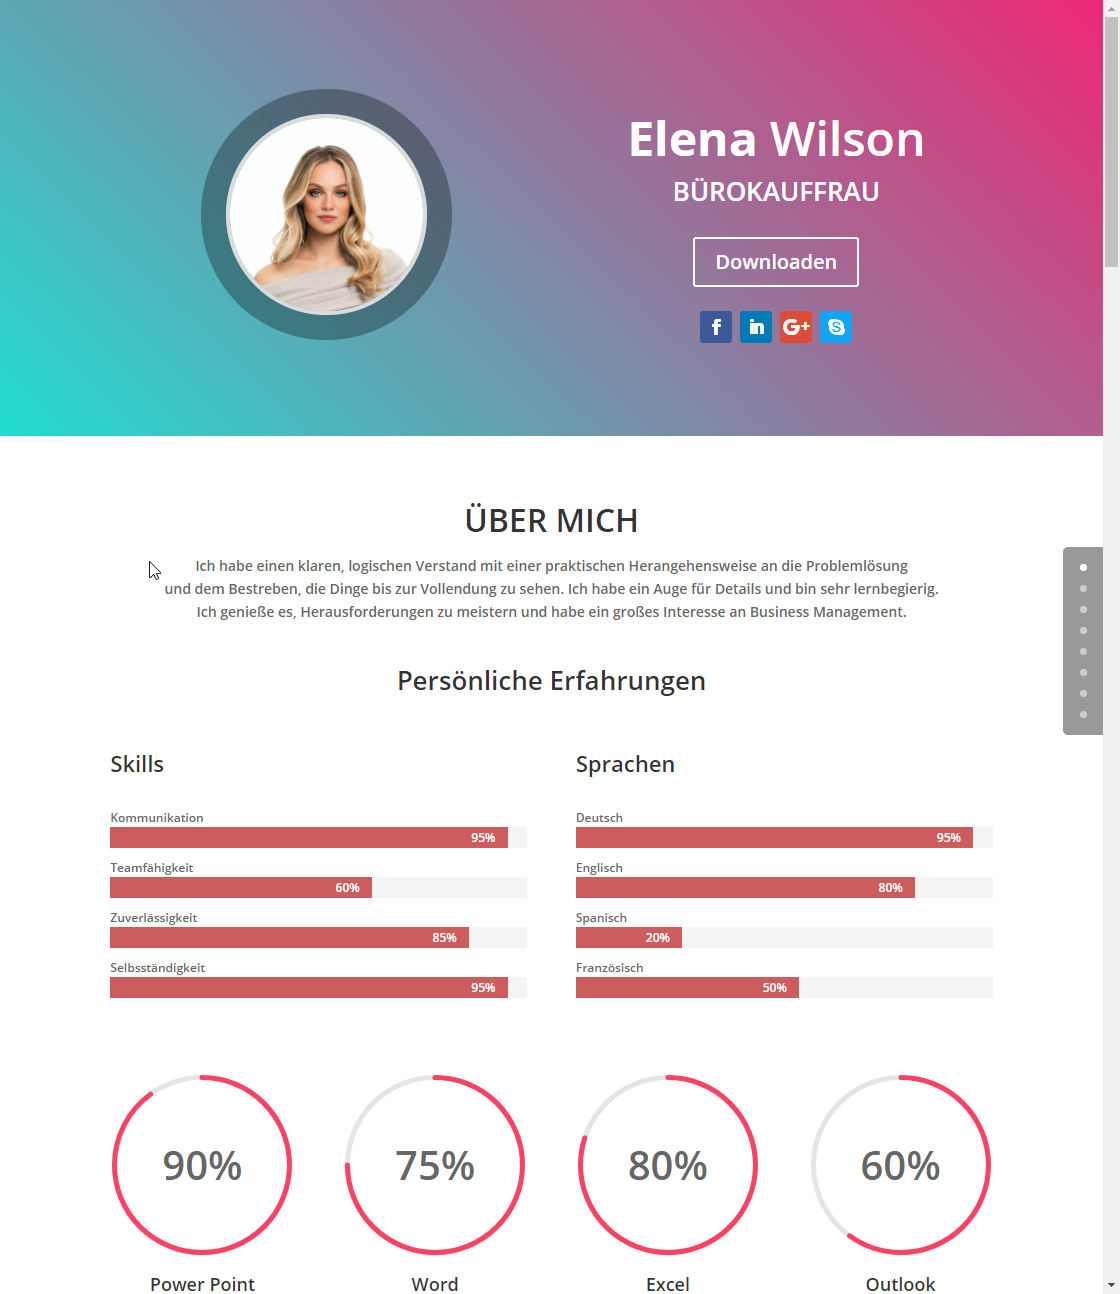 Elena Wilson
BÜROKAUFFRAU
Downloaden
f in G+ S
ÜBER MICH
Ich habe einen klaren, logischen Verstand mit einer praktischen Herangehensweise an die Problemlösung
und dem Bestreben, die Dinge bis zur Vollendung zu sehen. Ich habe ein Auge für Details und bin sehr lernbegierig.
Ich genieße es, Herausforderungen zu meistern und habe ein großes Interesse an Business Management.
Persönliche Erfahrungen
Skills
Kommunikation
95%
Teamfähigkeit
60%
Zuverlässigkeit
85%
Selbsständigkeit
95%
Sprachen
Deutsch
95%
Englisch
80%
Spanisch
20%
Französisch
50%
90%
75%
80%
60%
Power Point
Word
Excel
Outlook